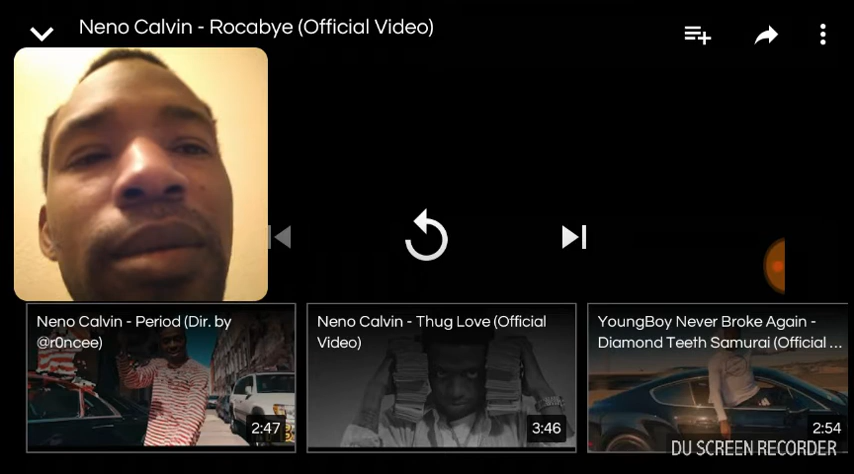 Neno Calvin - Rocabye (Official Video)
Neno Calvin - Period (Dir. by
@r0ncee)
2:47
Neno Calvin - Thug Love (Official
Video)
3:46
YoungBoy Never Broke Again -
Diamond Teeth Samurai (Official ...
2:54
DU SCREEN RECORDER